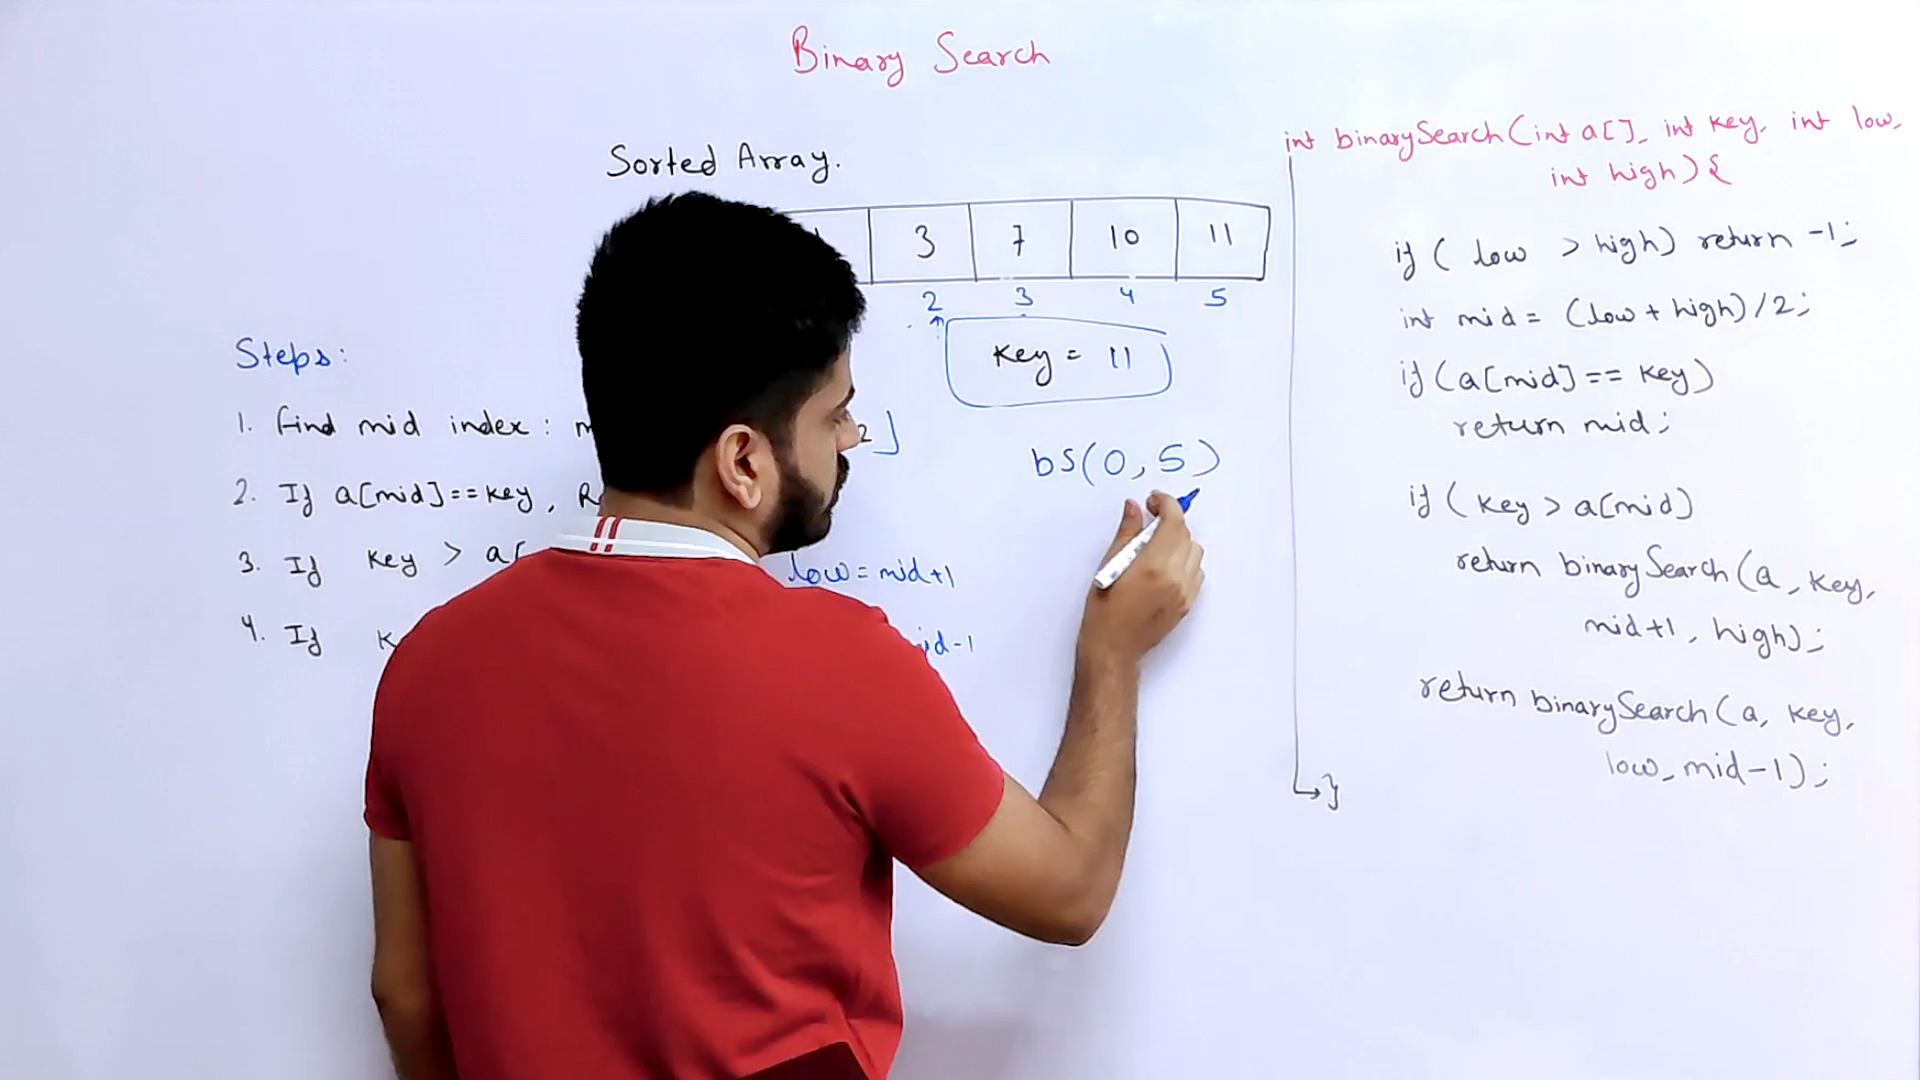 Binary Search
Sorted Array.
3 7 10 11
2 3 4 5
Key = 11
bs(0,5)
Steps:
1. find mid index :
2. If a[mid]==key,
3. If key >
low=mid+1
4. If
-1
int binarySearch(int a[], int key, int low,
int high){
if ( low > high) return -1;
int mid = (low + high)/2;
if(a[mid]== key)
return mid;
if ( key > a[mid]
return binarySearch(a, key,
mid+1, high);
return binarySearch(a, key,
low, mid-1);
}